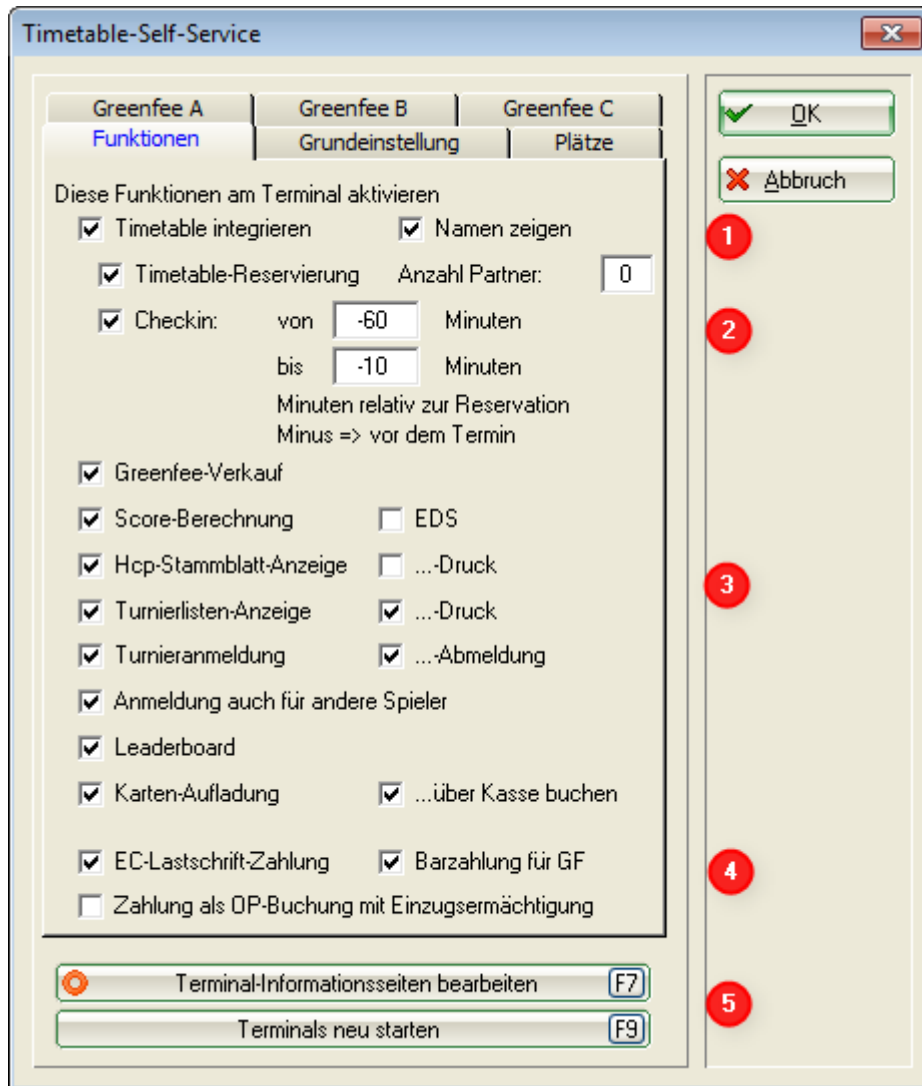 Timetable-Self-Service
Greenfee A Greenfee B Greenfee C
Funktionen Grundeinstellung Plätze
OK
Abbruch
Diese Funktionen am Terminal aktivieren
Timetable integrieren Namen zeigen
1
Timetable-Reservierung Anzahl Partner: 0
Checkin: von -60 Minuten
2
bis -10 Minuten
Minuten relativ zur Reservation
Minus => vor dem Termin
Greenfee-Verkauf
Score-Berechnung EDS
Hcp-Stammblatt-Anzeige ...-Druck
3
Turnierlisten-Anzeige ...-Druck
Turnieranmeldung ...-Abmeldung
Anmeldung auch für andere Spieler
Leaderboard
Karten-Aufladung ...über Kasse buchen
EC-Lastschrift-Zahlung Barzahlung für GF
4
Zahlung als OP-Buchung mit Einzugsermächtigung
Terminal-Informationsseiten bearbeiten F7
5
Terminals neu starten F9